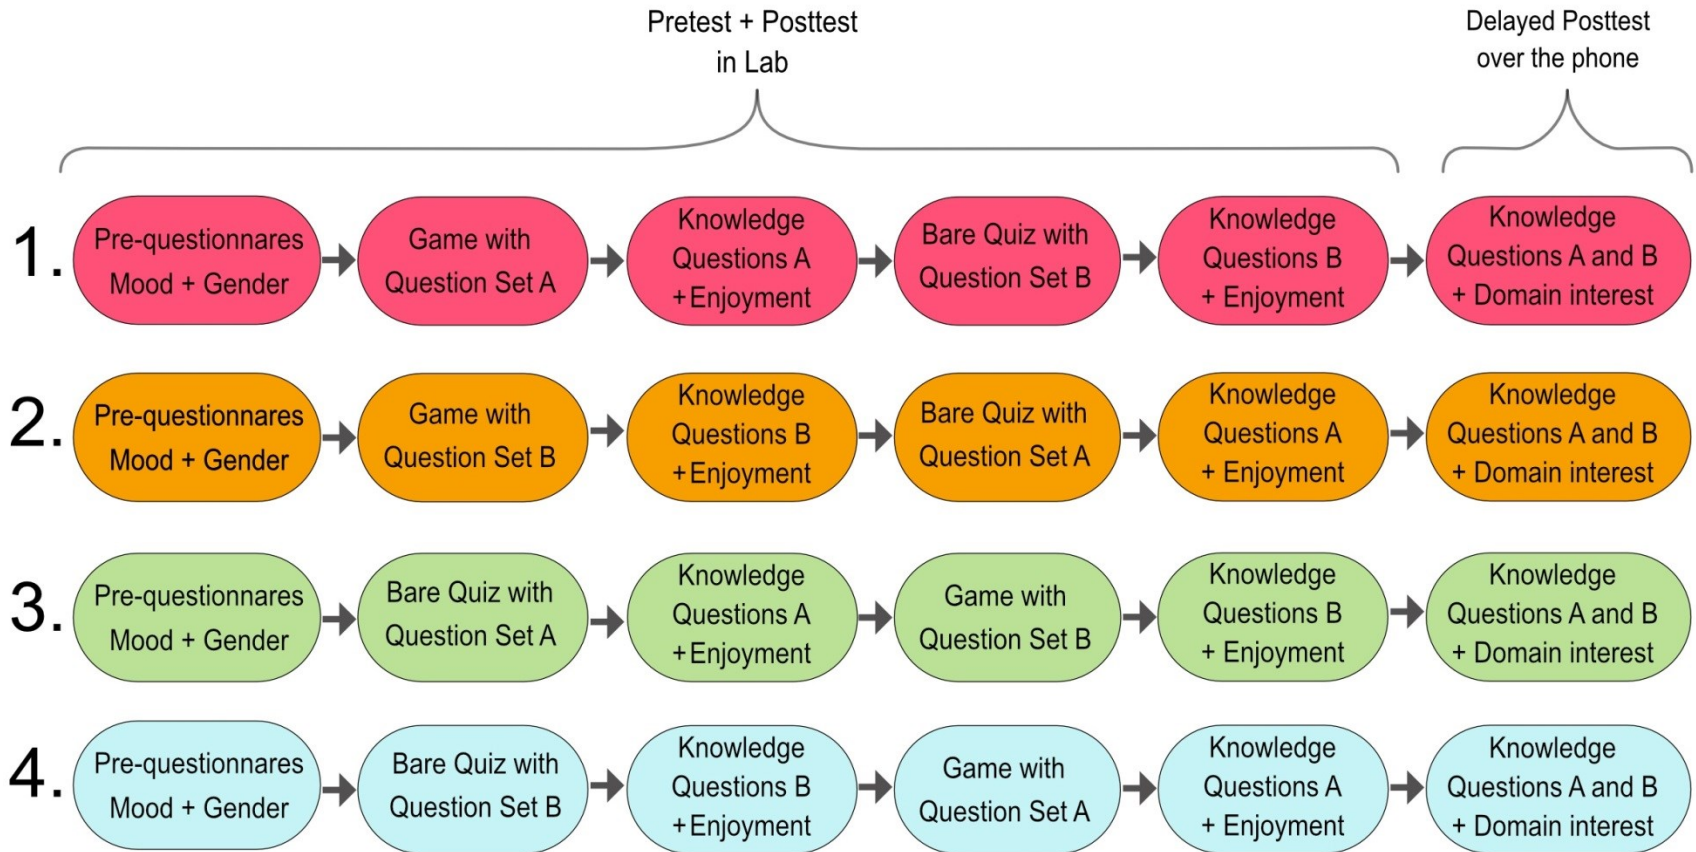 Pretest + Posttest
in Lab
Delayed Posttest
over the phone
1.
Pre-questionnares
Mood + Gender
Game with
Question Set A
Knowledge
Questions A
+Enjoyment
Bare Quiz with
Question Set B
Knowledge
Questions B
+ Enjoyment
Knowledge
Questions A and B
+ Domain interest
2.
Pre-questionnares
Mood + Gender
Game with
Question Set B
Knowledge
Questions B
+Enjoyment
Bare Quiz with
Question Set A
Knowledge
Questions A
+ Enjoyment
Knowledge
Questions A and B
+ Domain interest
3.
Pre-questionnares
Mood + Gender
Bare Quiz with
Question Set A
Knowledge
Questions A
+Enjoyment
Game with
Question Set B
Knowledge
Questions B
+ Enjoyment
Knowledge
Questions A and B
+ Domain interest
4.
Pre-questionnares
Mood + Gender
Bare Quiz with
Question Set B
Knowledge
Questions B
+Enjoyment
Game with
Question Set A
Knowledge
Questions A
+ Enjoyment
Knowledge
Questions A and B
+ Domain interest